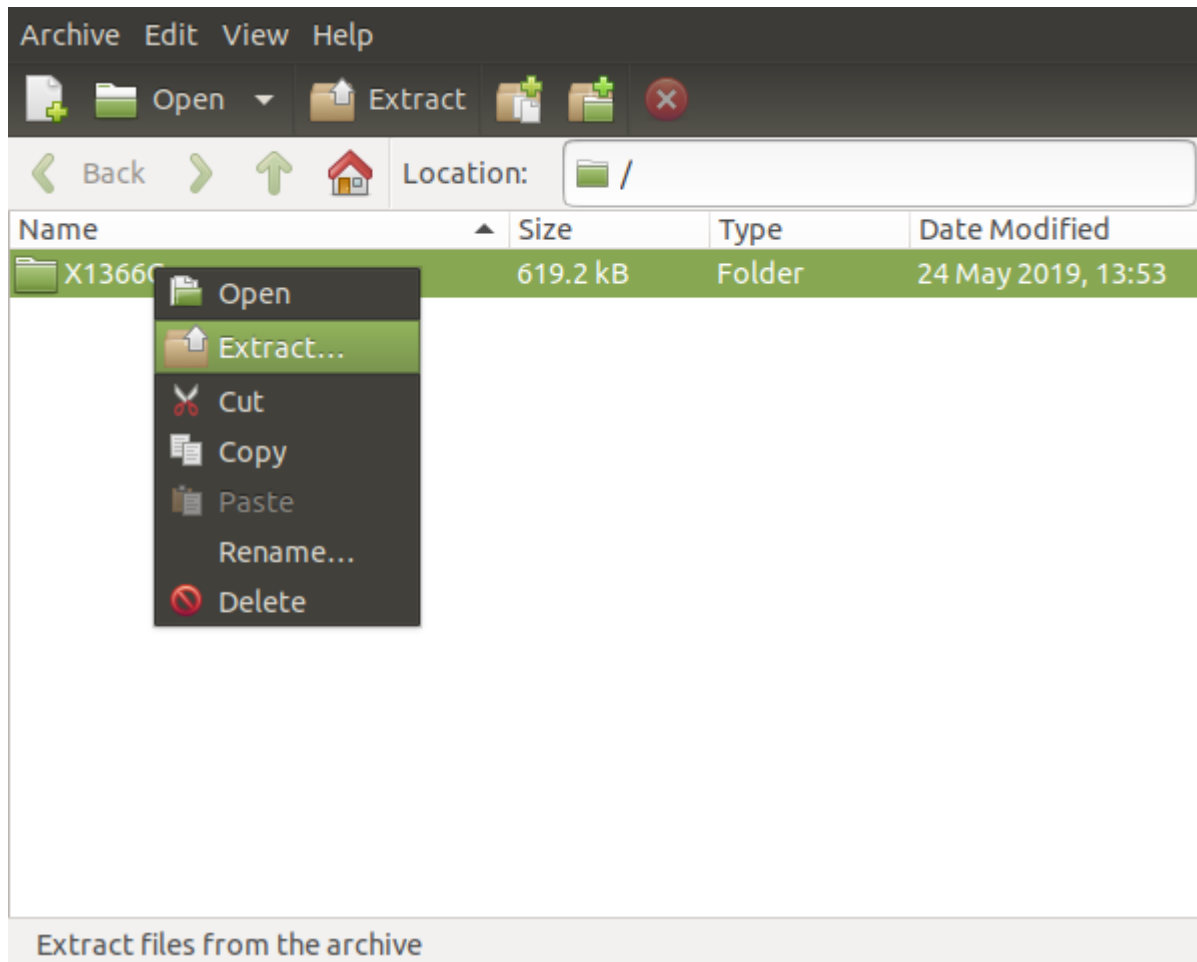 Archive Edit View Help
Open Extract
Back Location: /
Name Size Type Date Modified
619.2 kB Folder 24 May 2019, 13:53
Open
Extract...
Cut
Copy
Paste
Rename...
Delete
Extract files from the archive